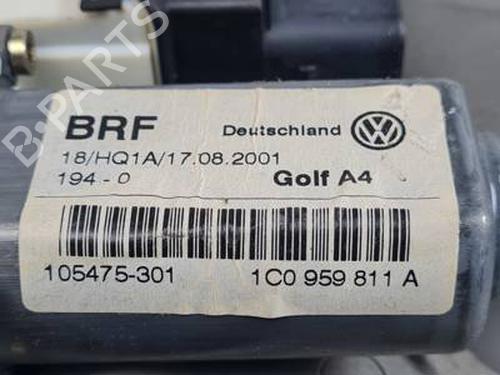 BRF Deutschland
18/HQ1A/17.08.2001
194-0 Golf A4
105475-301 1C0 959 811 A
B-PARTS